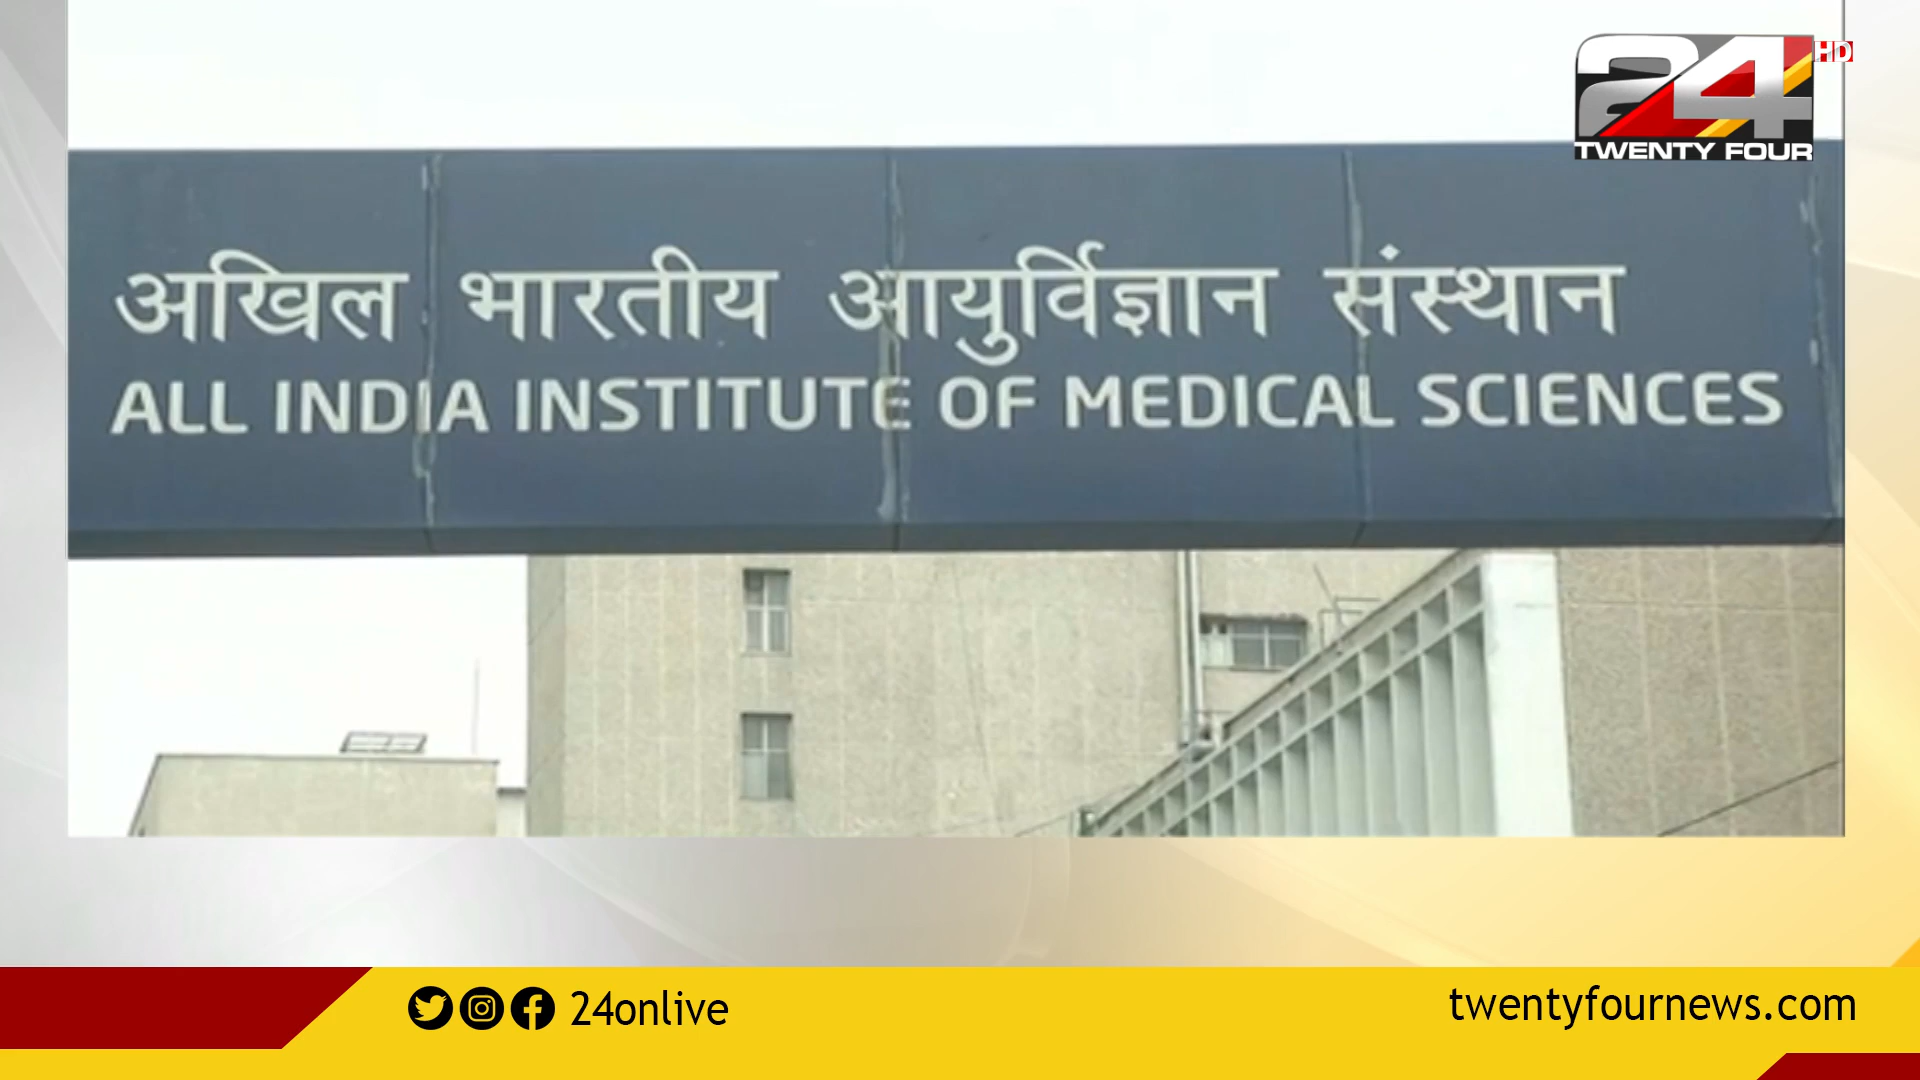 24 HD
TWENTY FOUR
अखिल भारतीय आयुर्विज्ञान संस्थान
ALL INDIA INSTITUTE OF MEDICAL SCIENCES
24onlive
twentyfournews.com